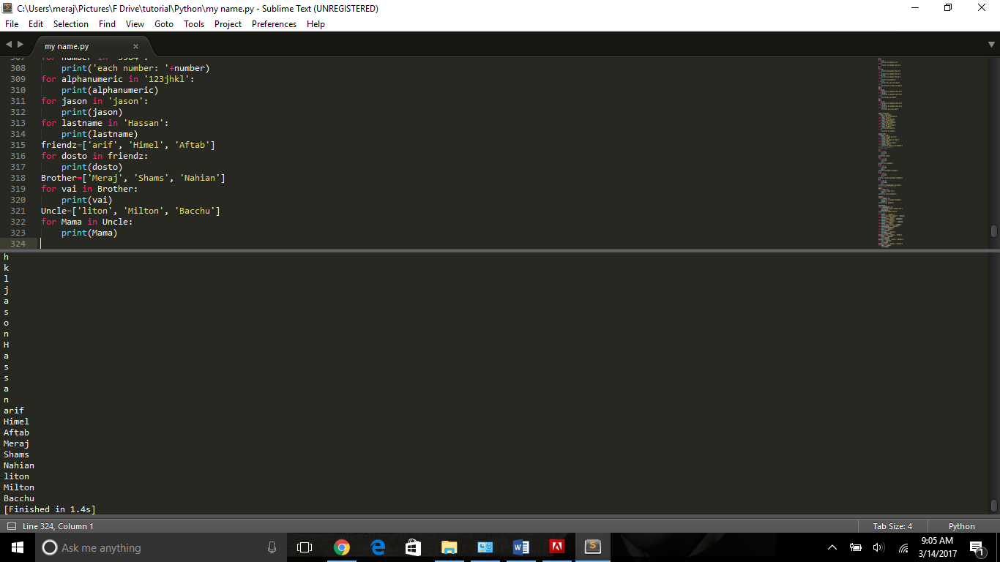 C:\Users\meraj\Pictures\F Drive\tutorial\Python\my name.py - Sublime Text (UNREGISTERED)
File Edit Selection Find View Goto Tools Project Preferences Help
my name.py
308 print('each number: '+number)
309 for alphanumeric in '123jhkl':
310 print(alphanumeric)
311 for jason in 'jason':
312 print(jason)
313 for lastname in 'Hassan':
314 print(lastname)
315 friendz=['arif', 'Himel', 'Aftab']
316 for dosto in friendz:
317 print(dosto)
318 Brother=['Meraj', 'Shams', 'Nahian']
319 for vai in Brother:
320 print(vai)
321 Uncle=['liton', 'Milton', 'Bacchu']
322 for Mama in Uncle:
323 print(Mama)
324
h
k
l
j
a
s
o
n
H
a
s
s
a
n
arif
Himel
Aftab
Meraj
Shams
Nahian
liton
Milton
Bacchu
[Finished in 1.4s]
Line 324, Column 1 Tab Size: 4 Python
Ask me anything
9:05 AM
3/14/2017
1